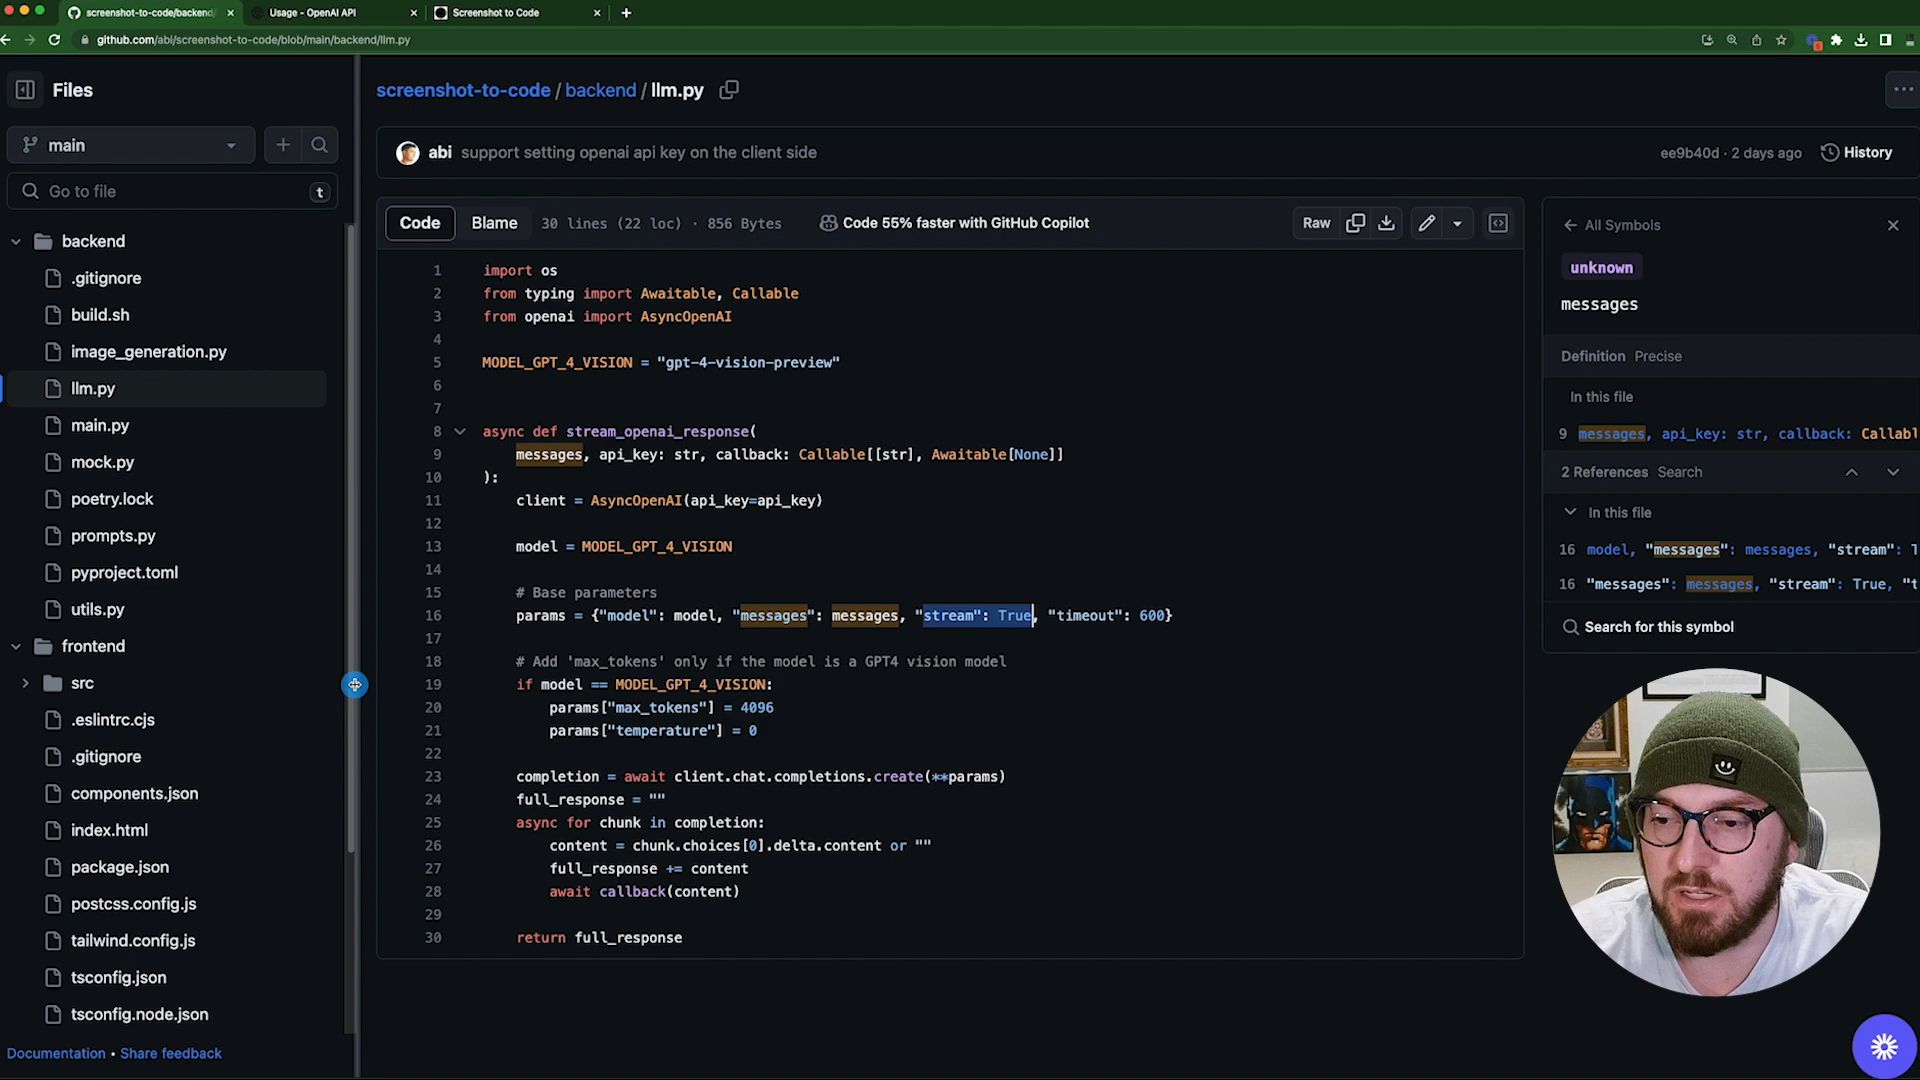 screenshot-to-code/backend/
Usage - OpenAI API
Screenshot to Code
github.com/abi/screenshot-to-code/blob/main/backend/llm.py
6
Files
main
Go to file
t
backend
.gitignore
build.sh
image_generation.py
llm.py
main.py
mock.py
poetry.lock
prompts.py
pyproject.toml
utils.py
frontend
src
.eslintrc.cjs
.gitignore
components.json
index.html
package.json
postcss.config.js
tailwind.config.js
tsconfig.json
tsconfig.node.json
Documentation • Share feedback
screenshot-to-code / backend / llm.py
abi support setting openai api key on the client side
ee9b40d · 2 days ago History
Code Blame 30 lines (22 loc) · 856 Bytes Code 55% faster with GitHub Copilot Raw
1 import os
2 from typing import Awaitable, Callable
3 from openai import AsyncOpenAI
4
5 MODEL_GPT_4_VISION = "gpt-4-vision-preview"
6
7
8 async def stream_openai_response(
9 messages, api_key: str, callback: Callable[[str], Awaitable[None]]
10 ):
11 client = AsyncOpenAI(api_key=api_key)
12
13 model = MODEL_GPT_4_VISION
14
15 # Base parameters
16 params = {"model": model, "messages": messages, "stream": True, "timeout": 600}
17
18 # Add 'max_tokens' only if the model is a GPT4 vision model
19 if model == MODEL_GPT_4_VISION:
20 params["max_tokens"] = 4096
21 params["temperature"] = 0
22
23 completion = await client.chat.completions.create(**params)
24 full_response = ""
25 async for chunk in completion:
26 content = chunk.choices[0].delta.content or ""
27 full_response += content
28 await callback(content)
29
30 return full_response
All Symbols
unknown
messages
Definition Precise
In this file
9 messages, api_key: str, callback: Callabl
2 References Search
In this file
16 model, "messages": messages, "stream": T
16 "messages": messages, "stream": True, "t
Search for this symbol